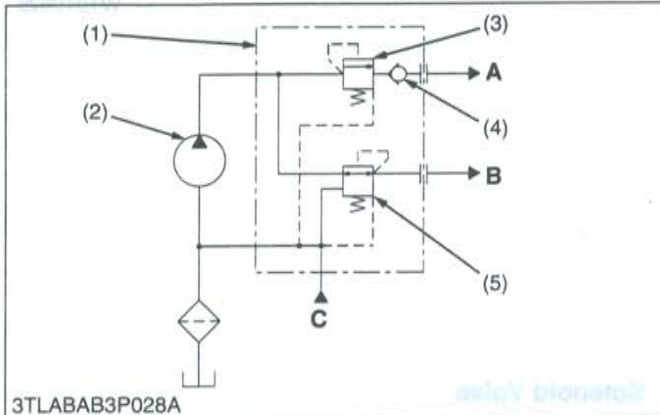 (1)
(3)
A
(4)
(2)
B
(5)
C
3TLABAB3P028A
Solenoid Valve